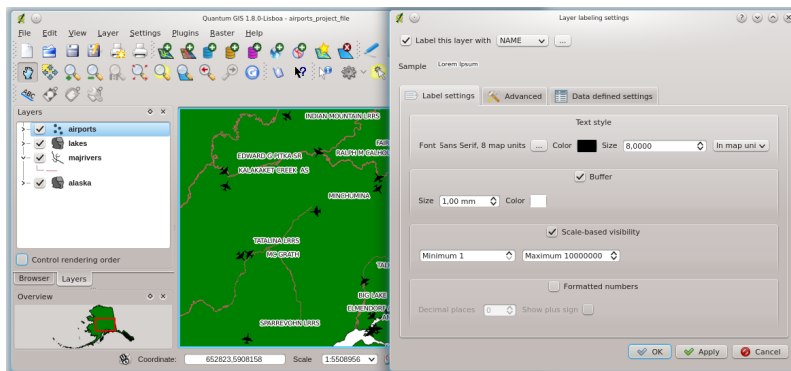 Quantum GIS 1.8.0-Lisboa - airports_project_file
File Edit View Layer Settings Plugins Raster Help
Layers
airports
lakes
majrivers
alaska
Control rendering order
Browser Layers
Overview
INDIAN MOUNTAIN LRRS
EDWARD G PITKA SR
RALPH M CALHOU
KALAKAKET CREEK AS
MINCHUMINA
TATALINA LRRS
MC GRATH
BIG LAKE
ELMENDORF
SPARREVOHN LRRS
Coordinate: 652823,5908158 Scale 1:5508956
Layer labeling settings
Label this layer with NAME ...
Sample Lorem Ipsum
Label settings Advanced Data defined settings
Text style
Font Sans Serif, 8 map units ... Color Size 8,0000 In map uni
Buffer
Size 1,00 mm Color
Scale-based visibility
Minimum 1 Maximum 10000000
Formatted numbers
Decimal places 0 Show plus sign
OK Apply Cancel